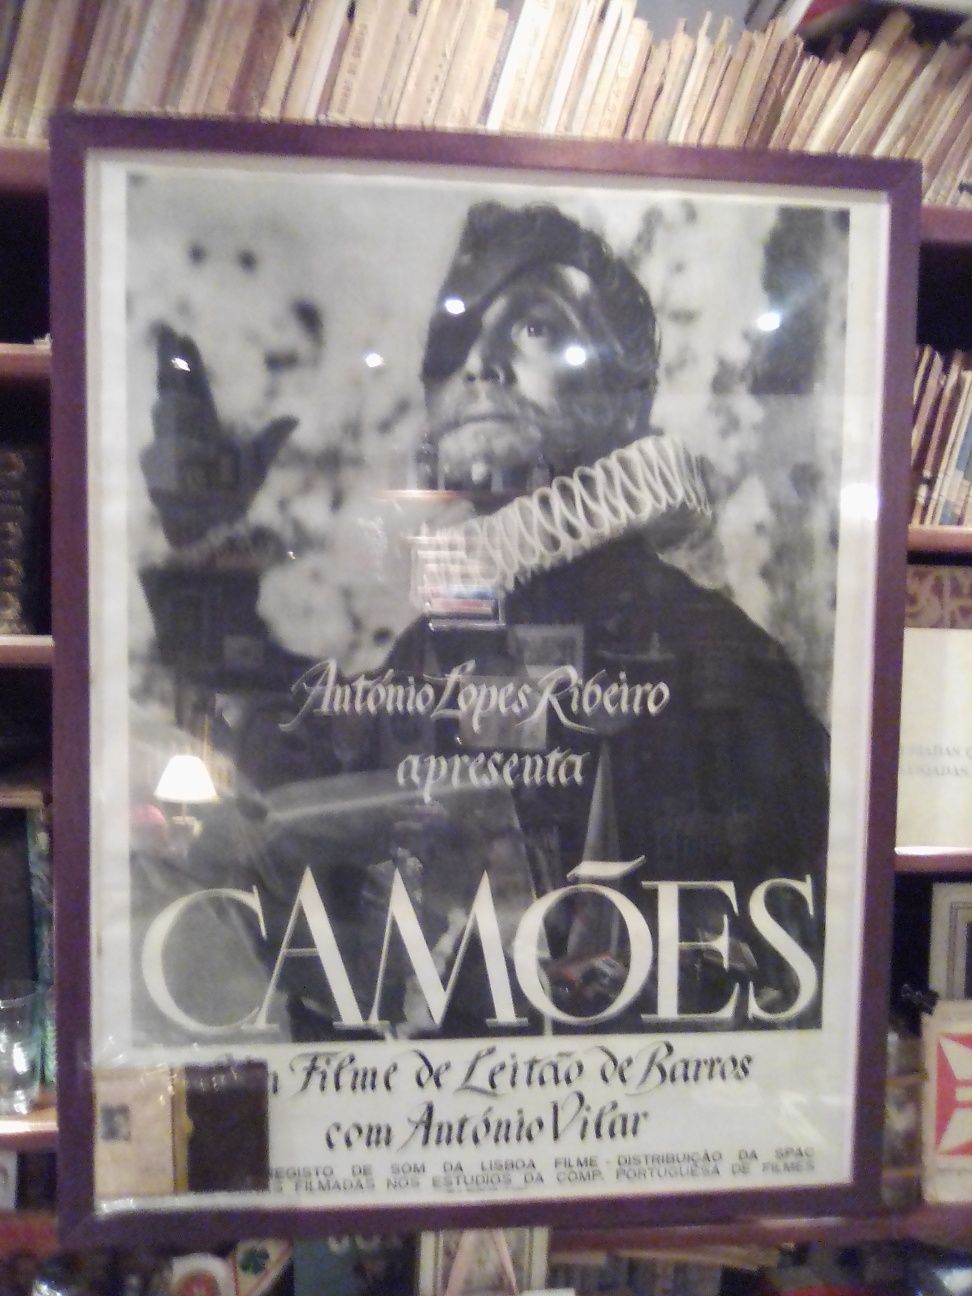 António Lopes Ribeiro
apresenta
CAMÕES
Filme de Leitão de Barros
com António Vilar
REGISTO DE SOM DA LISBOA FILME - DISTRIBUIÇÃO DA SPAC
FILMADAS NOS ESTUDIOS DA COMP. PORTUGUESA DE FILMES